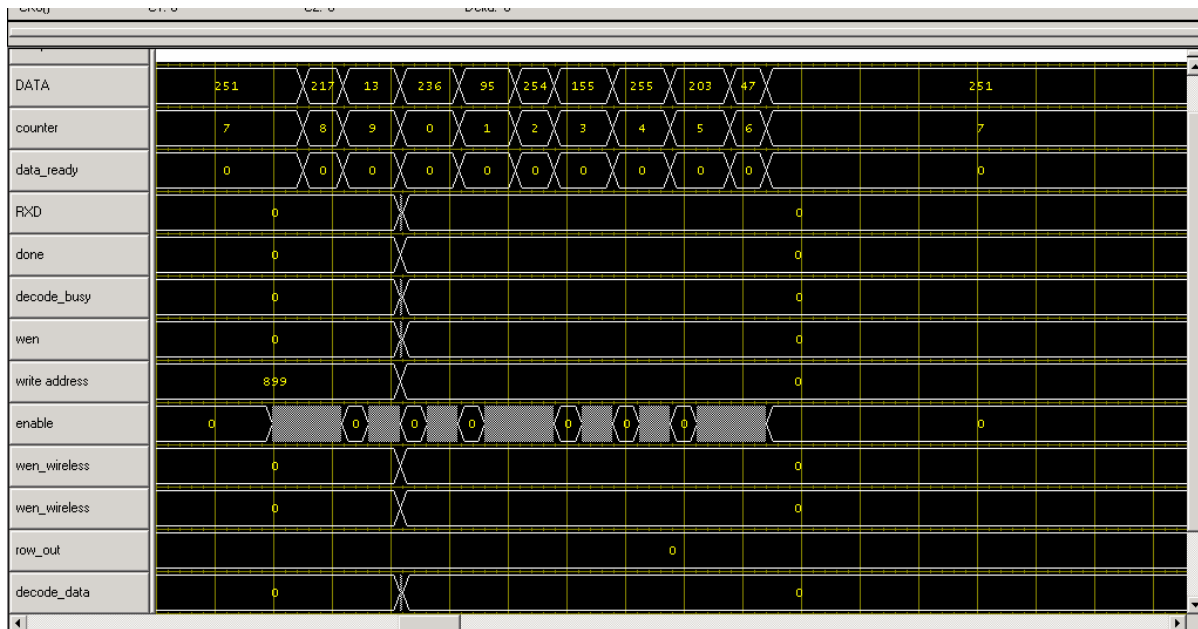 DATA 251 217 13 236 95 254 155 255 203 47 251
counter 7 8 9 0 1 2 3 4 5 6 7
data_ready 0 0 0 0 0 0 0 0 0 0 0
RXD 0 0
done 0 0
decode_busy 0 0
wen 0 0
write address 899 0
enable 0 0 0 0 0 0 0 0
wen_wireless 0 0
wen_wireless 0 0
row_out 0
decode_data 0 0